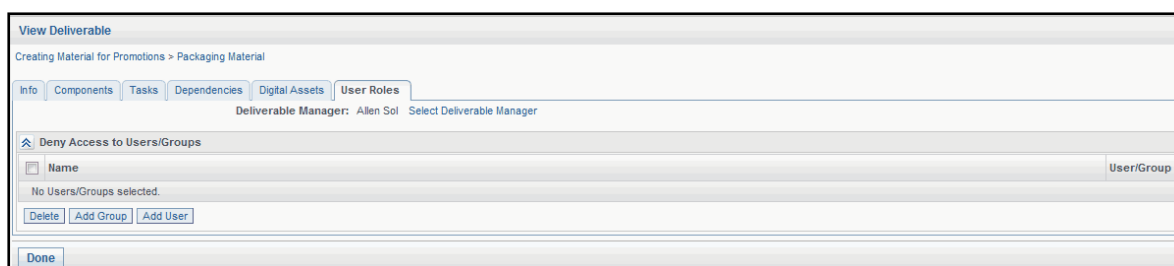 View Deliverable
Creating Material for Promotions > Packaging Material
Info Components Tasks Dependencies Digital Assets User Roles
Deliverable Manager: Allen Sol Select Deliverable Manager
Deny Access to Users/Groups
Name User/Group
No Users/Groups selected.
Delete Add Group Add User
Done